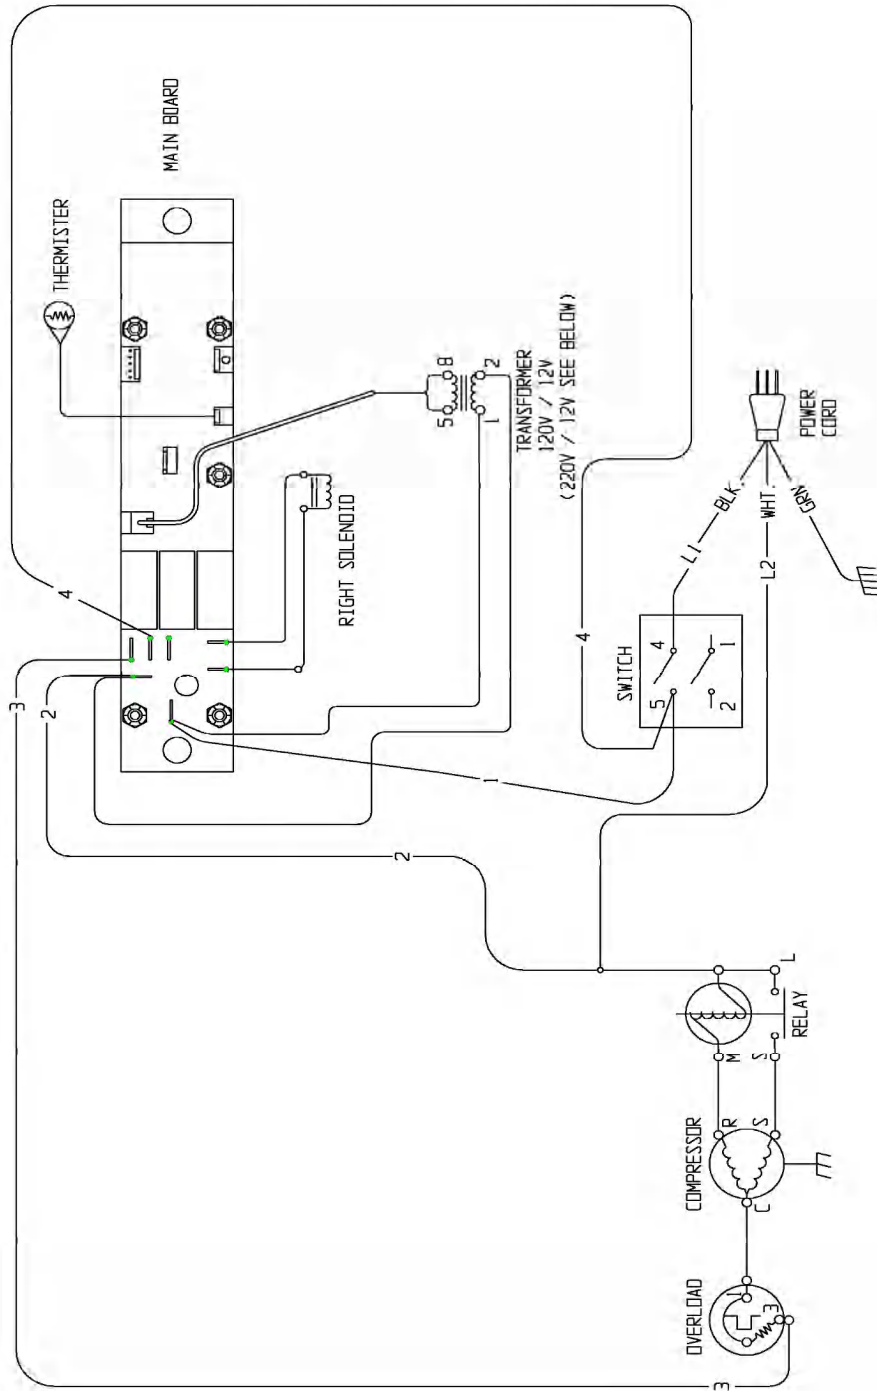 MAIN BOARD
THERMISTER
4
3
2
RIGHT SOLENOID
5
8
1
2
TRANSFORMER
120V / 12V
(220V / 12V SEE BELOW)
1
4
SWITCH
5
4
2
1
L1
BLK.
L2
WHT.
GRN
POWER
CORD
2
L
RELAY
M
S
COMPRESSOR
R
S
C
OVERLOAD
1
3
3